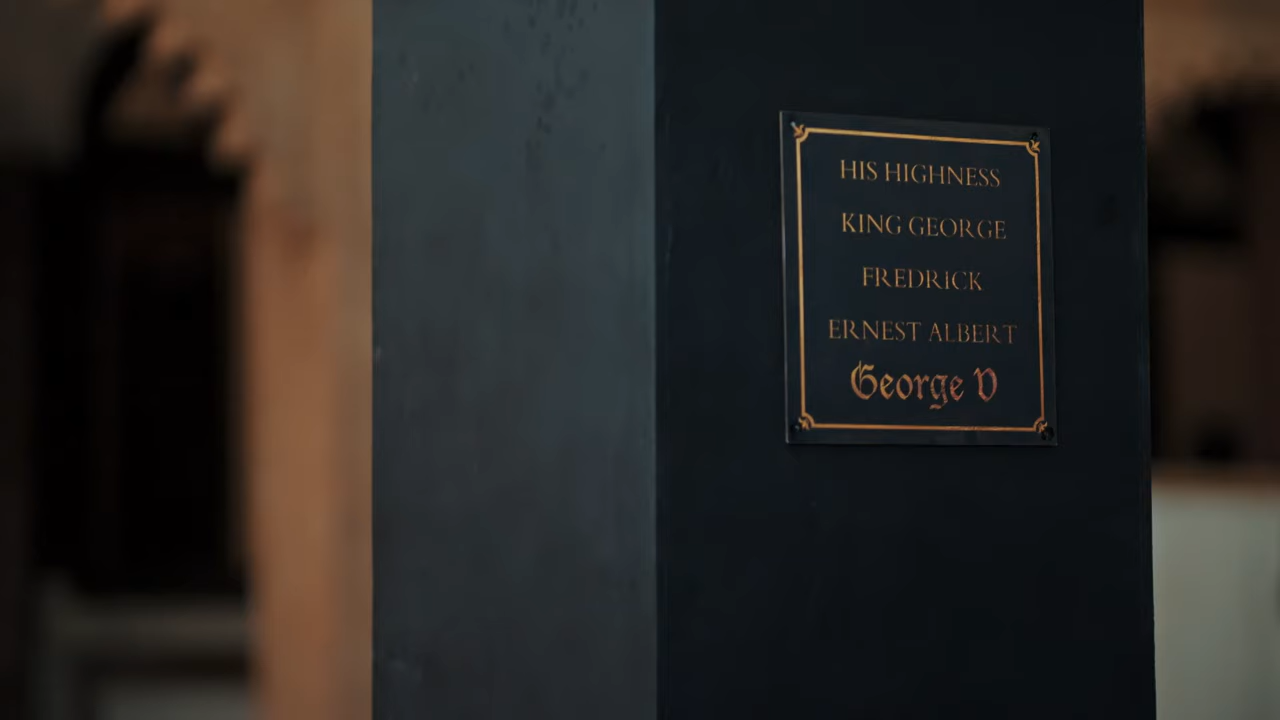 HIS HIGHNESS
KING GEORGE
FREDRICK
ERNEST ALBERT
George V